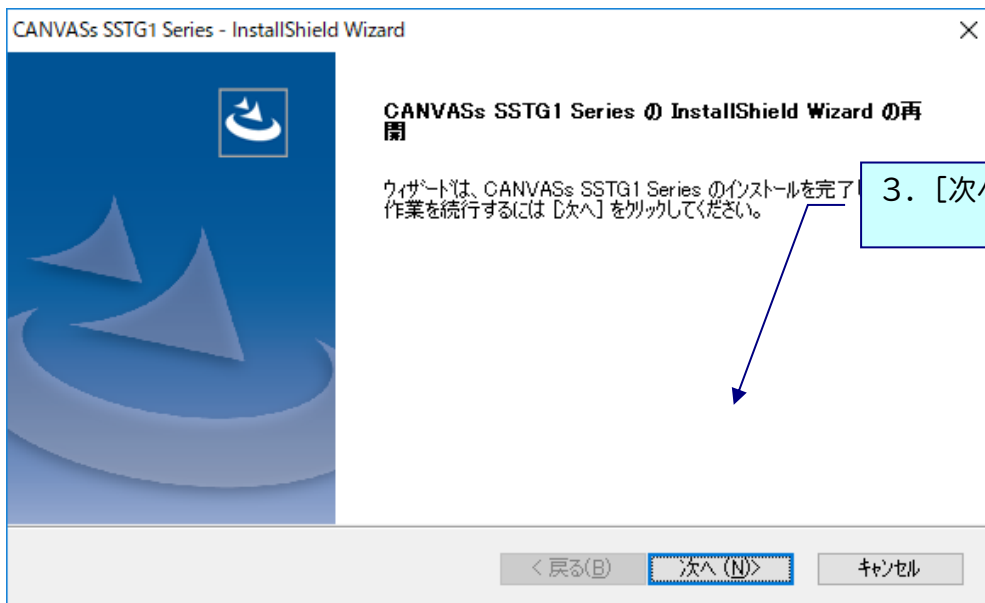 CANVASs SSTG1 Series - InstallShield Wizard
CANVASs SSTG1 Series の InstallShield Wizard の再
開
ウィザードは、CANVASs SSTG1 Series のインストールを完了
作業を続行するには [次へ] をクリックしてください。
3. [次へ
< 戻る(B)
次へ (N)>
キャンセル